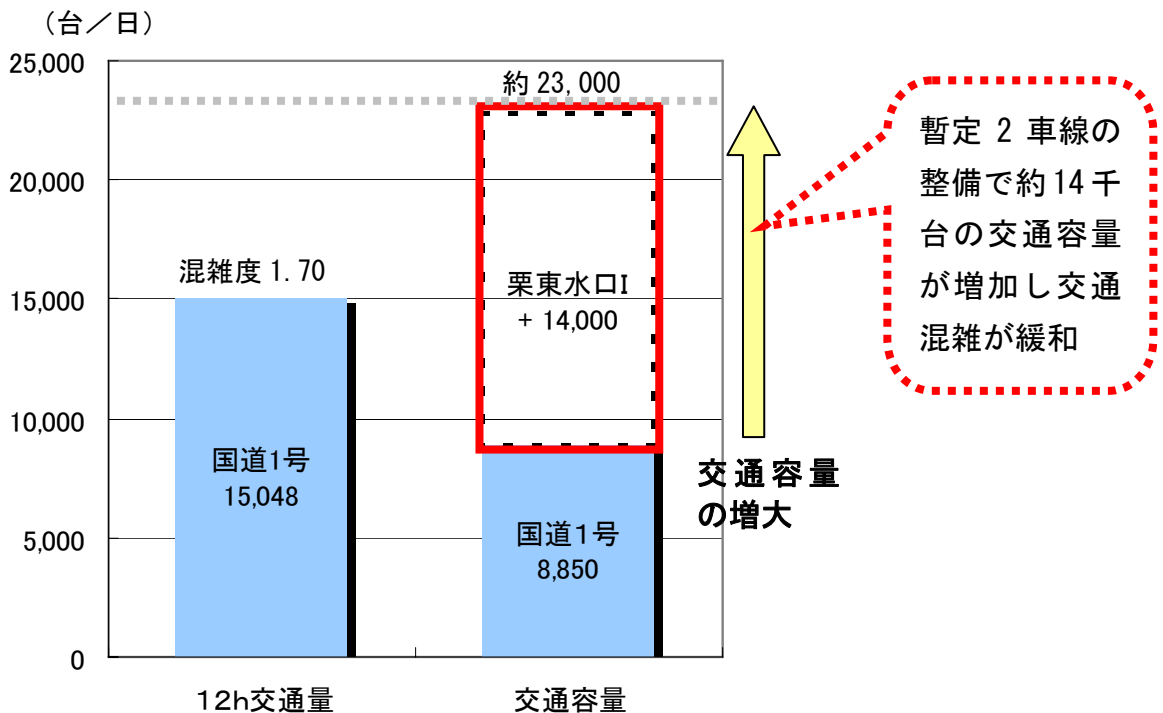 （台／日）
25,000
20,000
15,000
10,000
5,000
0
約 23,000
混雑度 1.70
栗東水口I
+ 14,000
国道1号
15,048
国道１号
8,850
12h交通量
交通容量
交通容量
の増大
暫定 2 車線の
整備で約14千
台の交通容量
が増加し交通
混雑が緩和